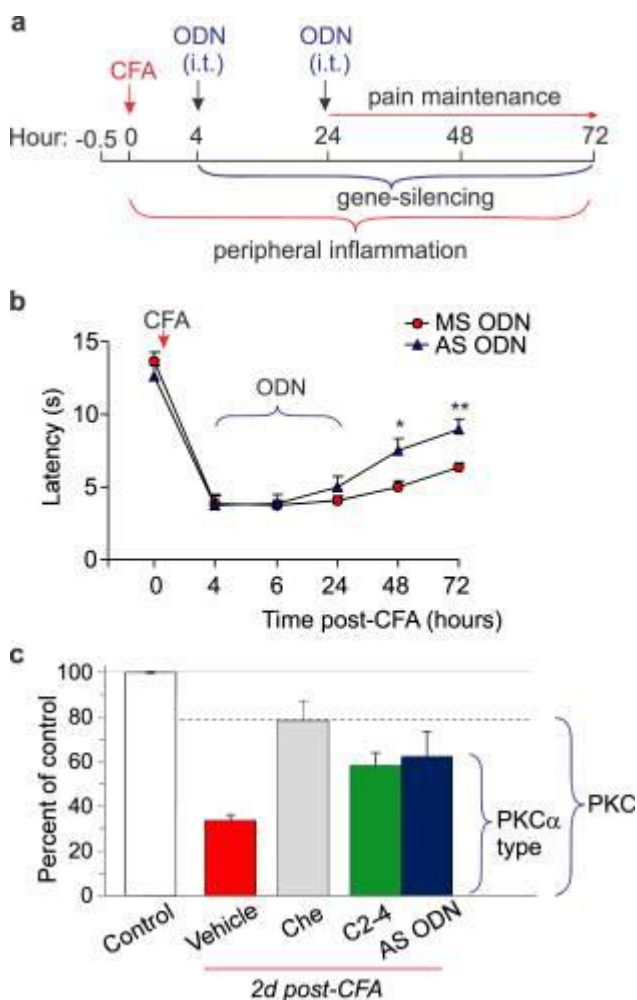 a
ODN ODN
(i.t.) (i.t.)
CFA
pain maintenance
Hour: -0.5 0 4 24 48 72
gene-silencing
peripheral inflammation
b
CFA
MS ODN
AS ODN
ODN
* **
Latency (s)
15
10
5
0
0 4 6 24 48 72
Time post-CFA (hours)
c
Percent of control
100
80
60
40
20
0
PKCα
type
PKC
Control Vehicle Che C2-4 AS ODN
2d post-CFA